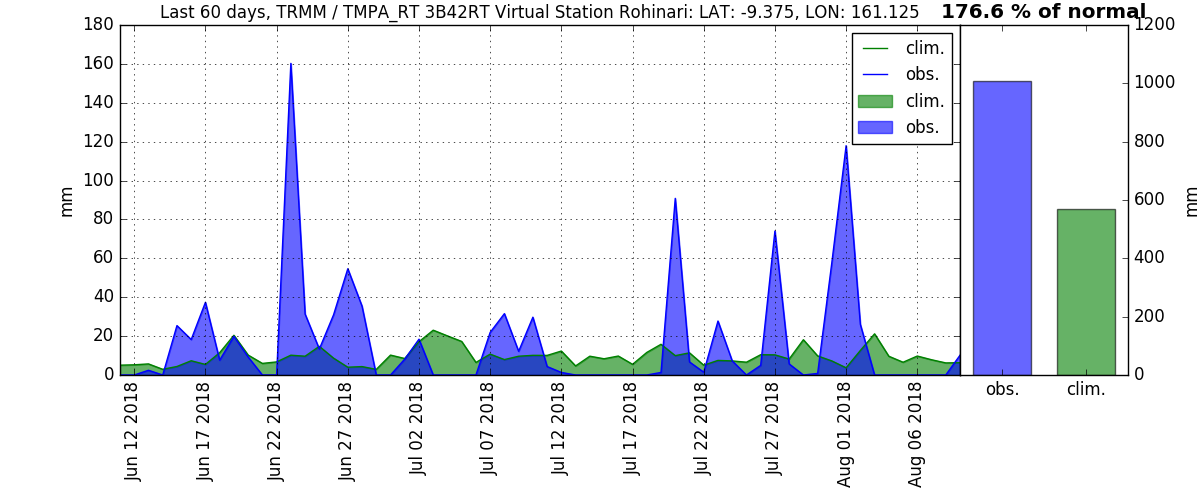 Last 60 days, TRMM / TMPA_RT 3B42RT Virtual Station Rohinari: LAT: -9.375, LON: 161.125
176.6 % of normal
180
160
140
120
100
80
60
40
20
0
mm
clim.
obs.
clim.
obs.
1200
1000
800
600
400
200
0
mm
Jun 12 2018
Jun 17 2018
Jun 22 2018
Jun 27 2018
Jul 02 2018
Jul 07 2018
Jul 12 2018
Jul 17 2018
Jul 22 2018
Jul 27 2018
Aug 01 2018
Aug 06 2018
obs.
clim.